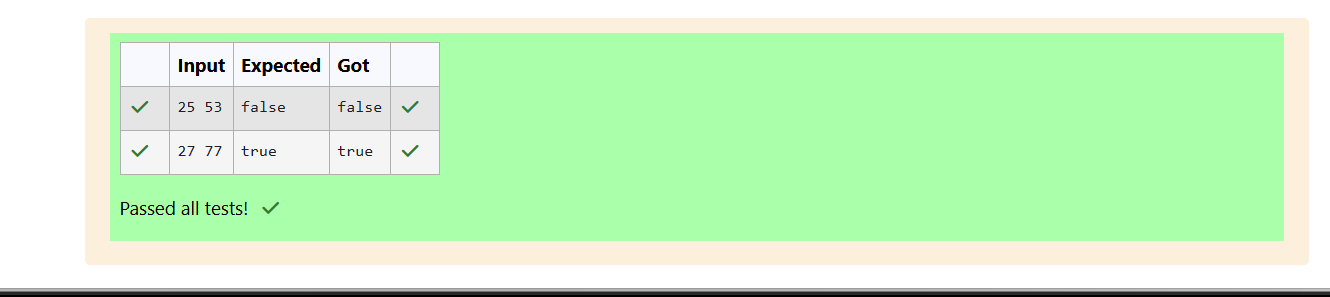 Input Expected Got
25 53 false false
27 77 true true
Passed all tests!